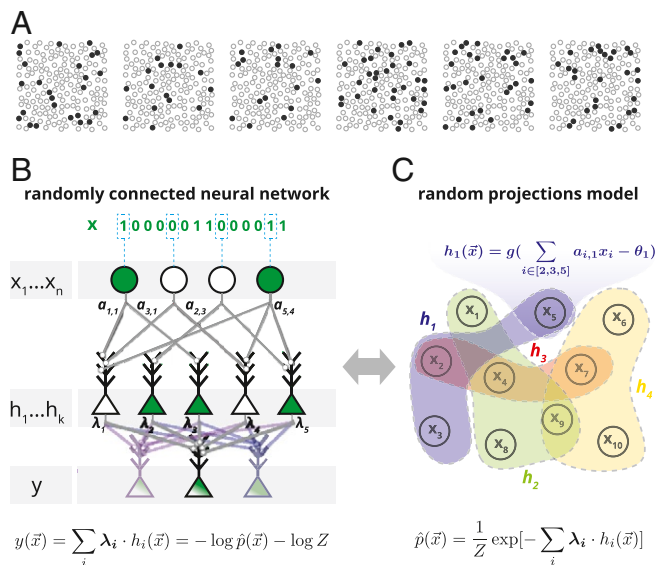 A
B
randomly connected neural network
x 1 0 0 0 0 0 1 1 0 0 0 0 0 1 1
x₁...xₙ
a₁,₁ a₃,₁ a₂,₃ a₅,₄
h₁...hₖ
λ₁ λ₂ λ₃ λ₄ λ₅
y
y(x⃗) = ∑ᵢ λᵢ · hᵢ(x⃗) = −log p̂(x⃗) − log Z
C
random projections model
h₁(x⃗) = g( ∑ aᵢ,₁xᵢ − θ₁)
i∈[2,3,5]
x₁ x₅ x₆
h₁
h₃
x₂ x₄ x₇
h₄
x₃ x₈ x₉ x₁₀
h₂
p̂(x⃗) = 1/Z exp[−∑ᵢ λᵢ · hᵢ(x⃗)]